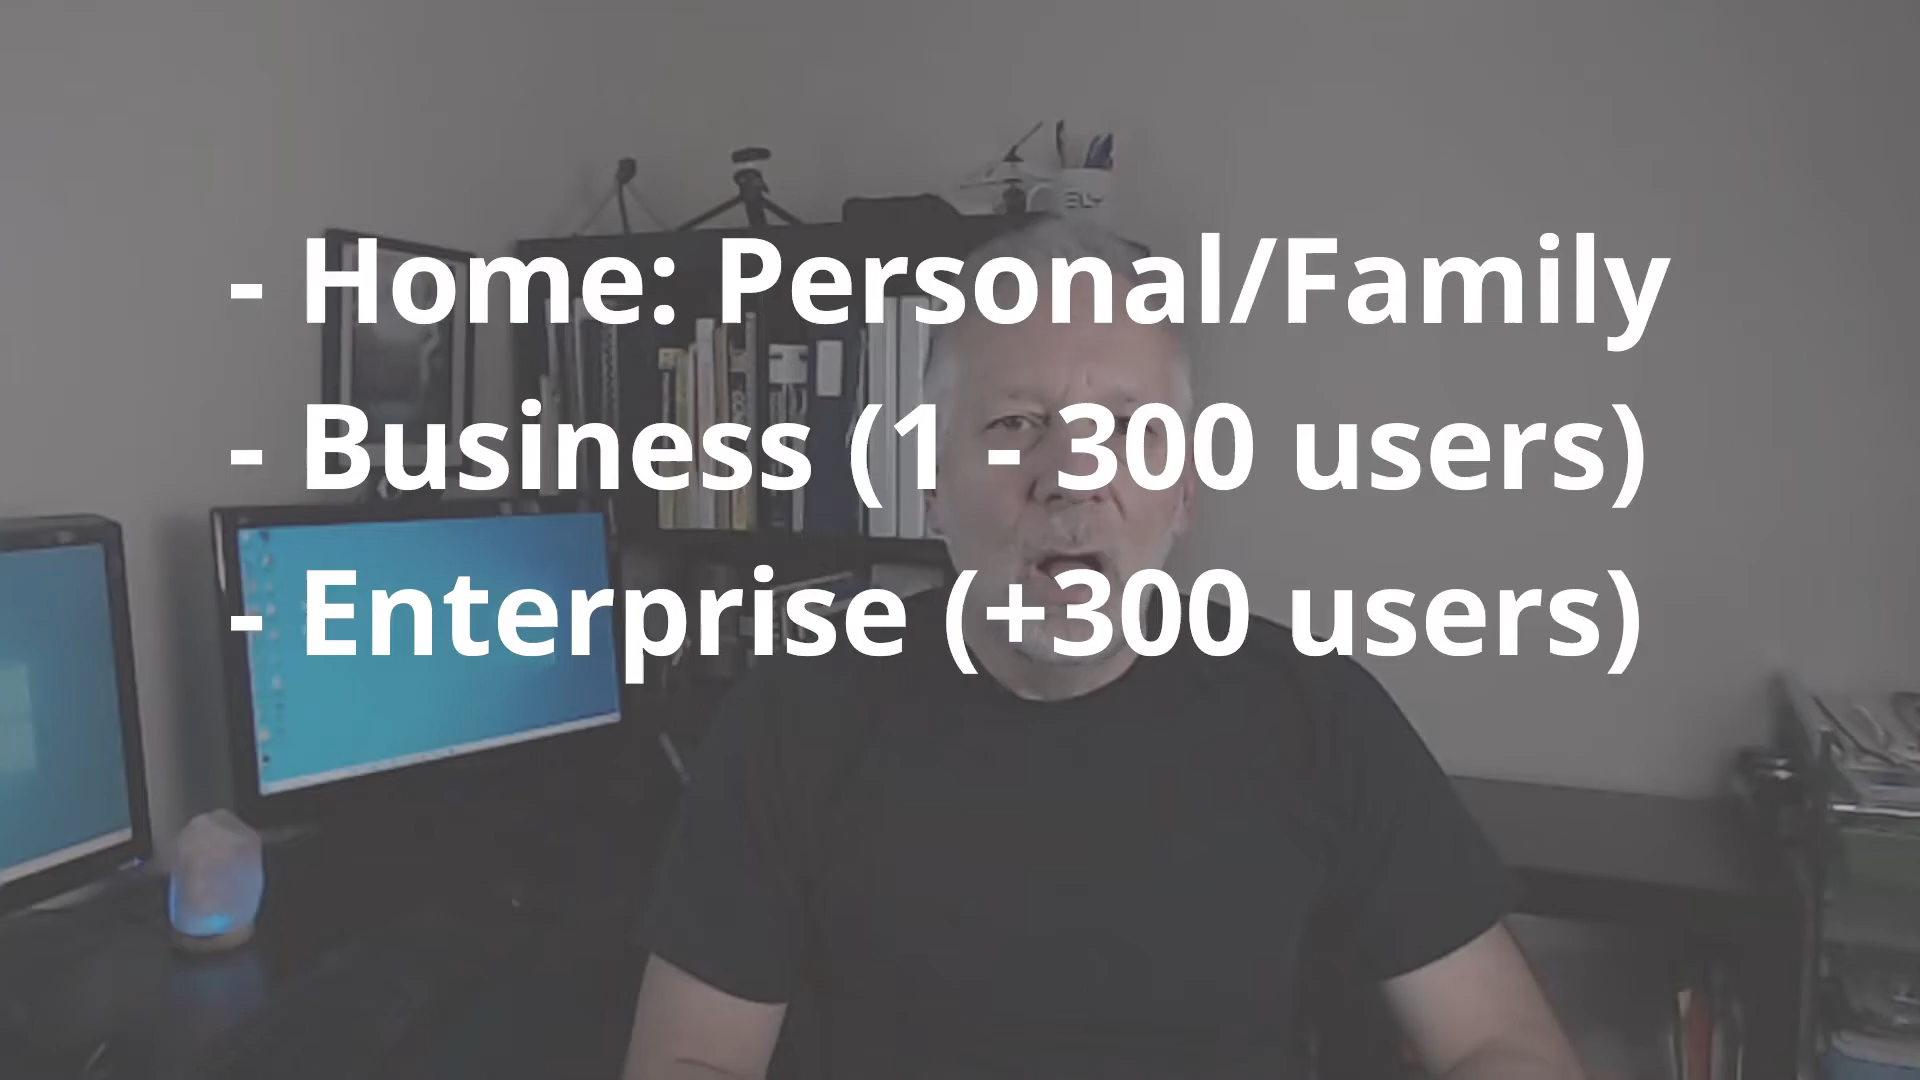 - Home: Personal/Family
- Business (1 - 300 users)
- Enterprise (+300 users)